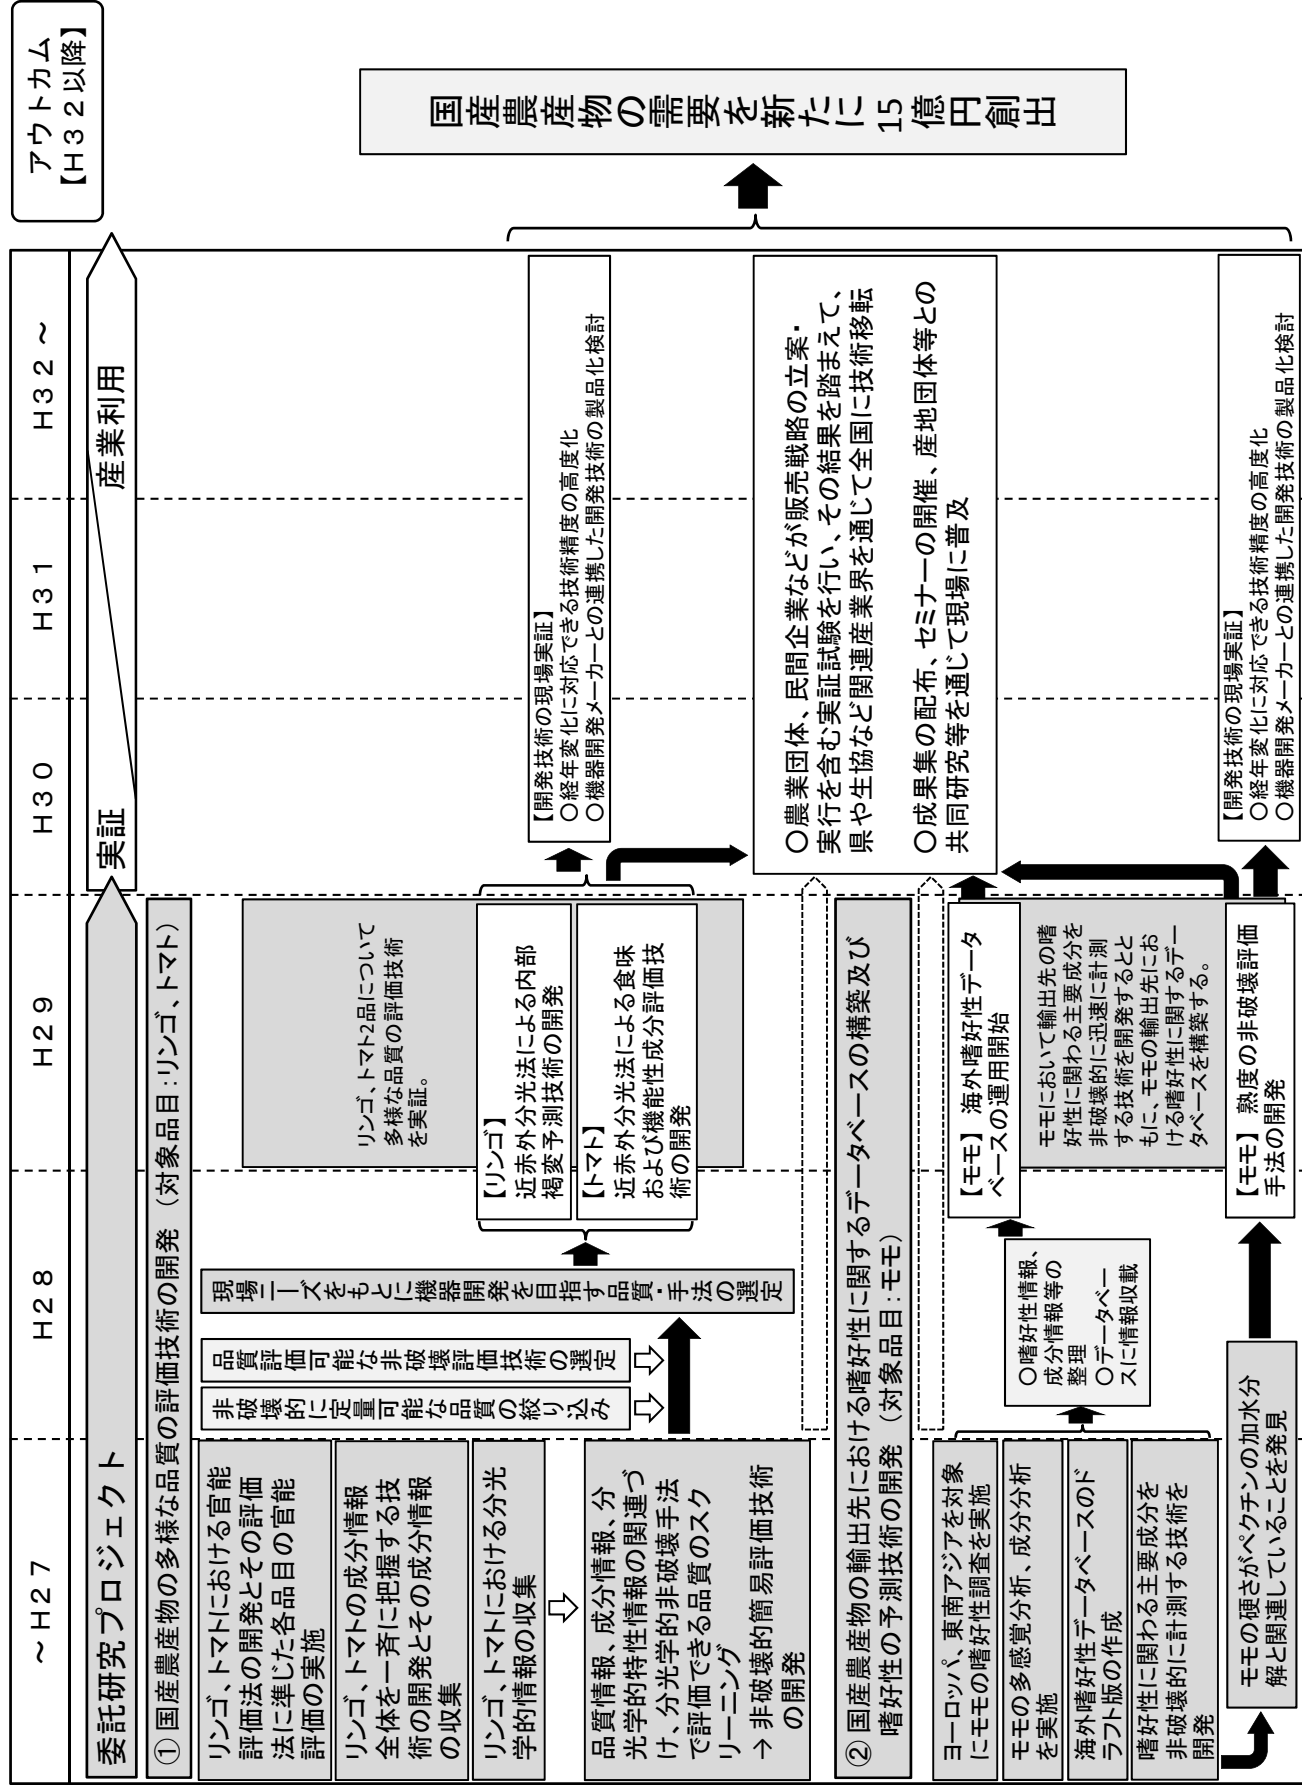 ～H27
H28
H29
H30
H31
H32～
アウトカム
【H32以降】
委託研究プロジェクト
実証
産業利用
① 国産農産物の多様な品質の評価技術の開発（対象品目：リンゴ、トマト）
リンゴ、トマトにおける官能
評価法の開発とその評価
法に準じた各品目の官能
評価の実施
リンゴ、トマトの成分情報
全体を一斉に把握する技
術の開発とその成分情報
の収集
リンゴ、トマトにおける分光
学的情報の収集
品質情報、成分情報、分
光学的特性情報の関連づ
け、分光学的非破壊手法
で評価できる品質のスク
リーニング
→ 非破壊的簡易評価技術
の開発
非破壊的に定量可能な品質の絞り込み
品質評価可能な非破壊評価技術の選定
現場ニーズをもとに機器開発を目指す品質・手法の選定
リンゴ、トマト2品について
多様な品質の評価技術
を実証。
【リンゴ】
近赤外分光法による内部
褐変予測技術の開発
【トマト】
近赤外分光法による食味
および機能性成分評価技
術の開発
【開発技術の現場実証】
○経年変化に対応できる技術精度の高度化
○機器開発メーカーとの連携した開発技術の製品化検討
○農業団体、民間企業などが販売戦略の立案・
実行を含む実証試験を行い、その結果を踏まえて、
県や生協など関連産業界を通じて全国に技術移転
○成果集の配布、セミナーの開催、産地団体等との
共同研究等を通じて現場に普及
② 国産農産物の輸出先における嗜好性に関するデータベースの構築及び
嗜好性の予測技術の開発（対象品目：モモ）
ヨーロッパ、東南アジアを対象
にモモの嗜好性調査を実施
モモの多感覚分析、成分分析
を実施
海外嗜好性データベースのド
ラフト版の作成
嗜好性に関わる主要成分を
非破壊的に計測する技術を
開発
モモの硬さがペクチンの加水分
解と関連していることを発見
○嗜好性情報、
成分情報等の
整理
○データベー
スに情報収載
【モモ】 海外嗜好性データ
ベースの運用開始
モモにおいて輸出先の嗜
好性に関わる主要成分を
非破壊的に迅速に計測
する技術を開発するとと
もに、モモの輸出先にお
ける嗜好性に関するデー
タベースを構築する。
【モモ】 熟度の非破壊評価
手法の開発
【開発技術の現場実証】
○経年変化に対応できる技術精度の高度化
○機器開発メーカーとの連携した開発技術の製品化検討
国産農産物の需要を新たに15億円創出